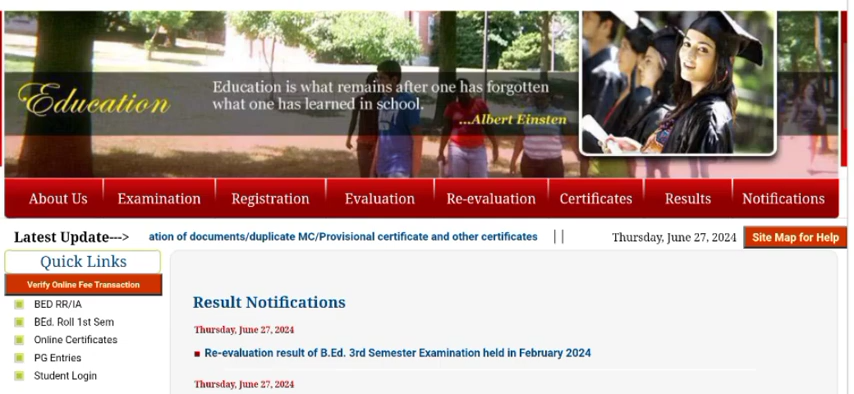 Education
Education is what remains after one has forgotten
what one has learned in school.
...Albert Einsten
About Us Examination Registration Evaluation Re-evaluation Certificates Results Notifications
Latest Update---> ation of documents/duplicate MC/Provisional certificate and other certificates || Thursday, June 27, 2024 Site Map for Help
Quick Links
Verify Online Fee Transaction
BED RR/IA
BEd. Roll 1st Sem
Online Certificates
PG Entries
Student Login
Result Notifications
Thursday, June 27, 2024
Re-evaluation result of B.Ed. 3rd Semester Examination held in February 2024
Thursday, June 27, 2024